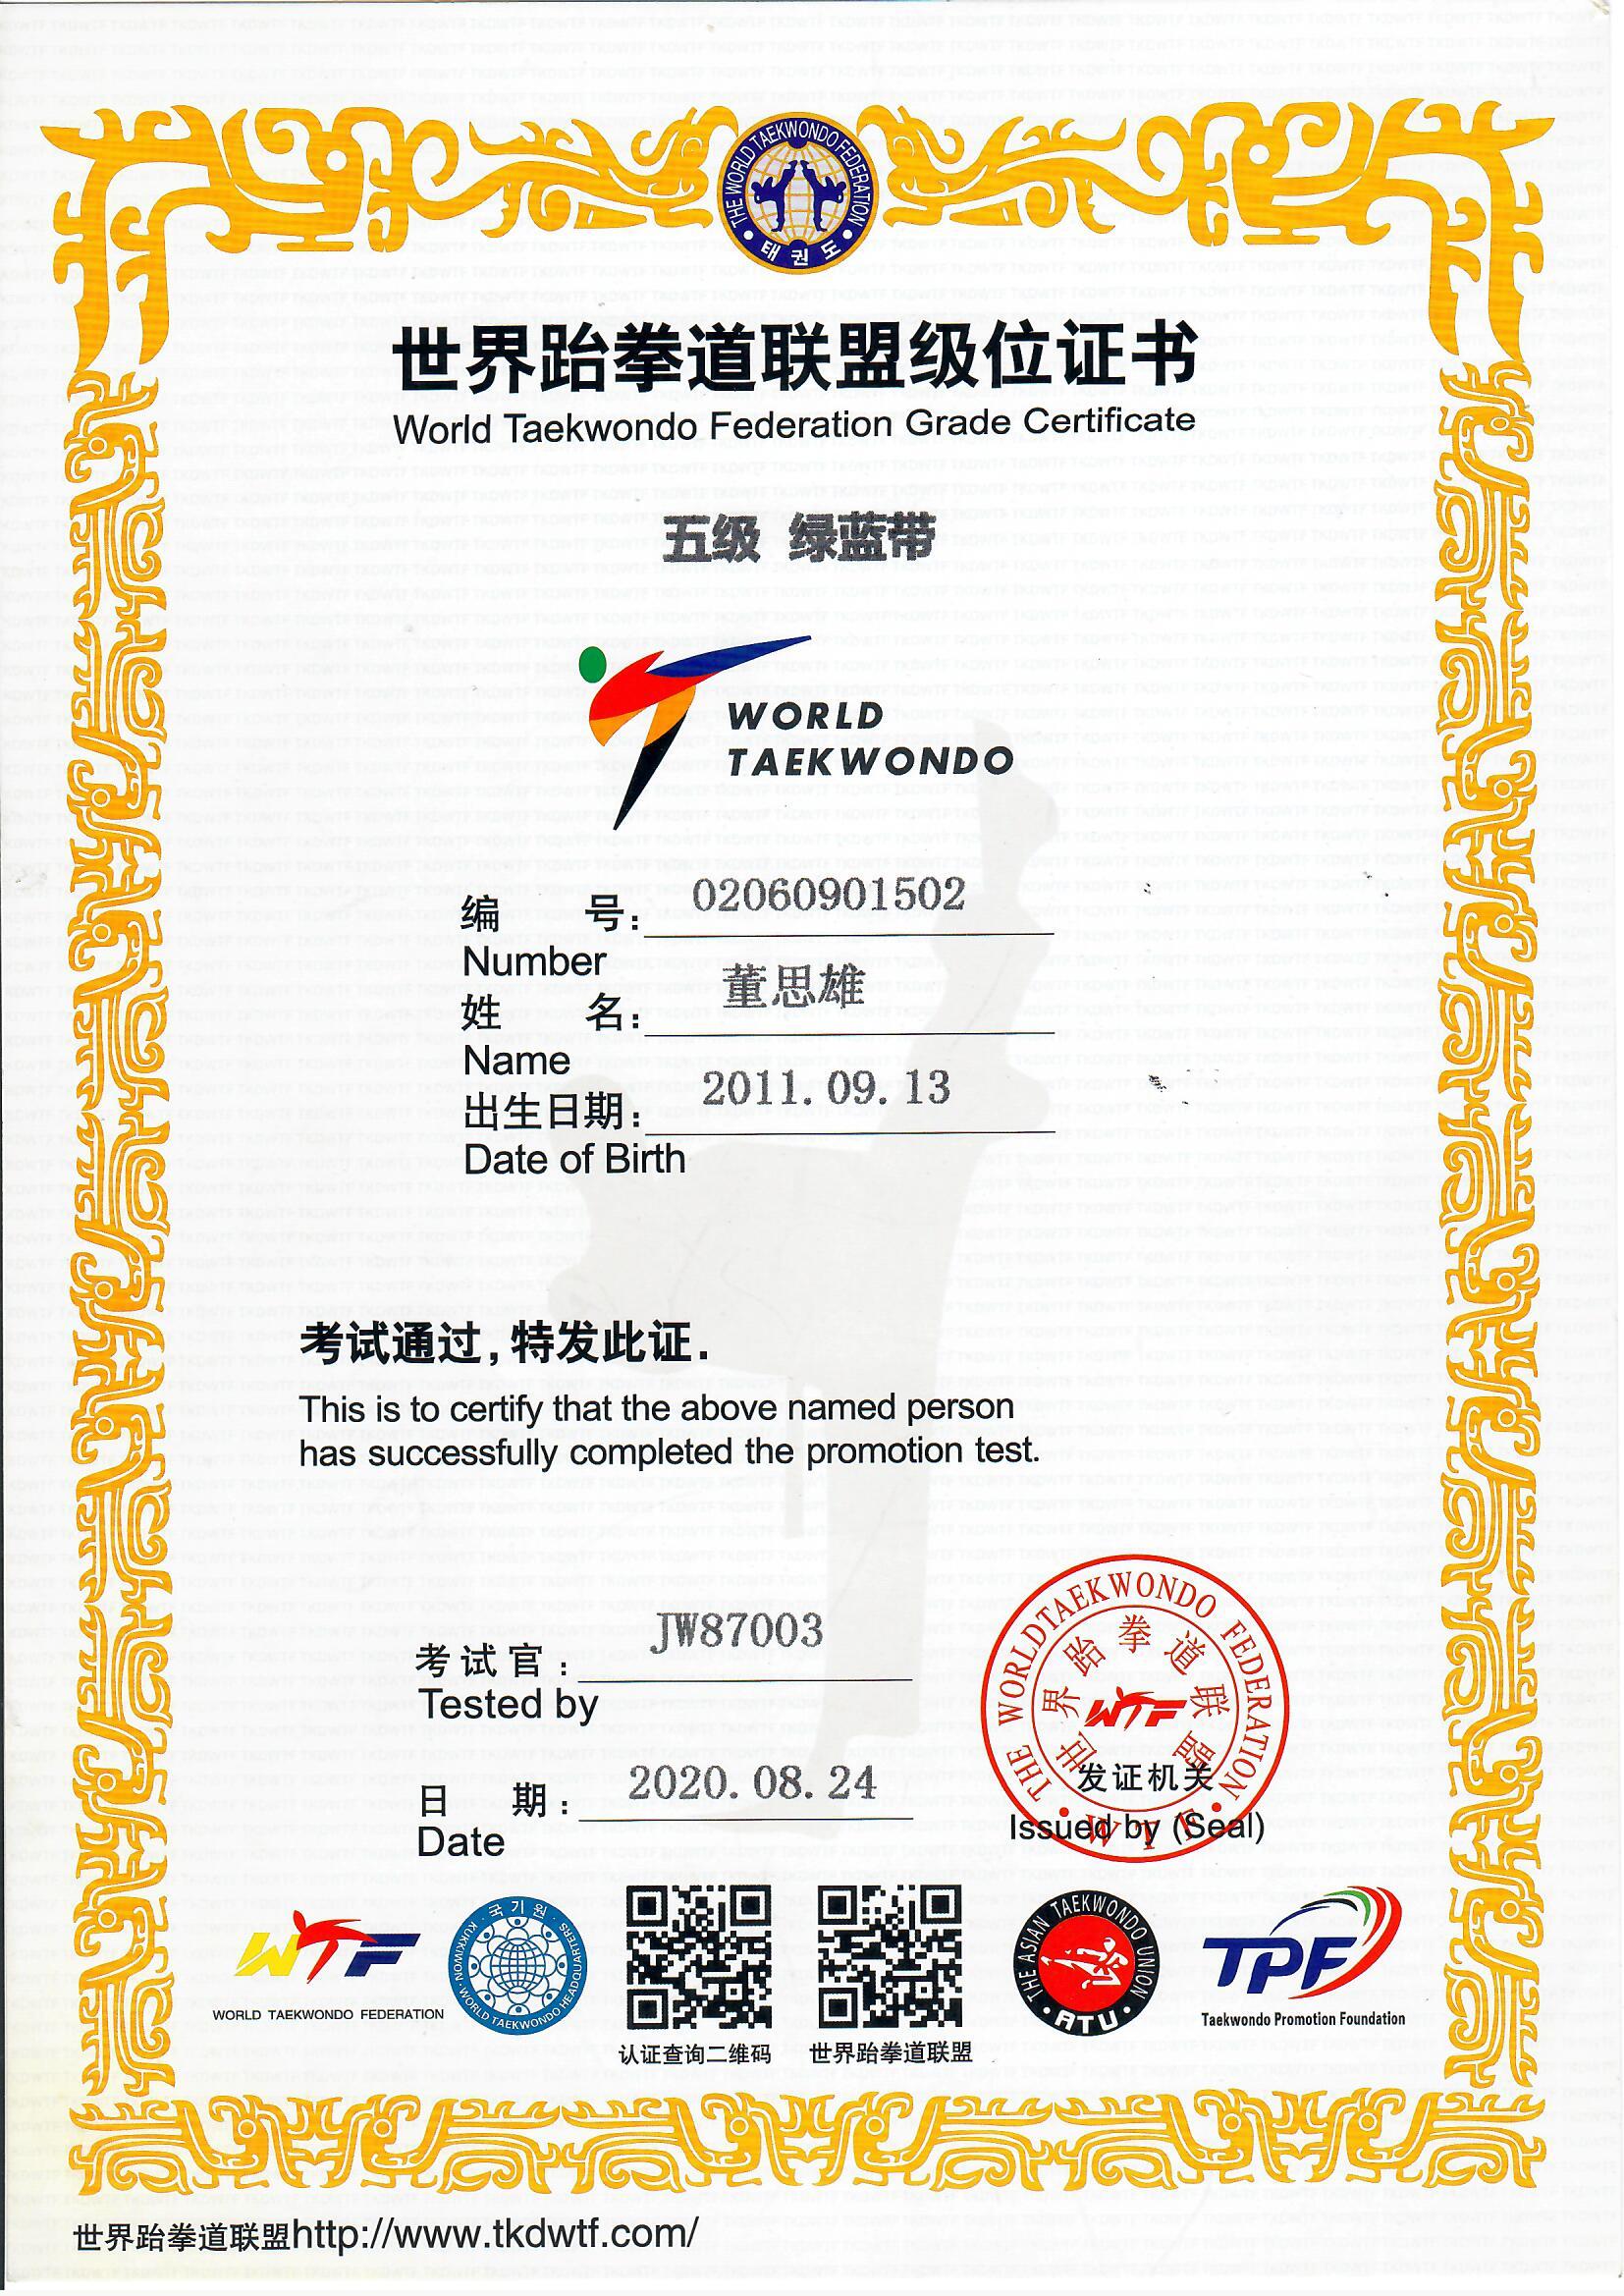 THE WORLD TAEKWONDO FEDERATION
태권도
世界跆拳道联盟级位证书
World Taekwondo Federation Grade Certificate
五级 绿蓝带
WORLD
TAEKWONDO
编 号: 02060901502
Number
姓 名: 董思雄
Name
出生日期: 2011.09.13
Date of Birth
考试通过,特发此证.
This is to certify that the above named person
has successfully completed the promotion test.
考试官: JW87003
Tested by
日 期: 2020.08.24
Date
THE WORLDTAEKWONDO FEDERATION
世界跆拳道联盟
WTF
W T F
发证机关
Issued by (Seal)
WTF
WORLD TAEKWONDO FEDERATION
국기원
KUKKIWON·WORLD TAEKWONDO HEADQUARTERS
认证查询二维码
世界跆拳道联盟
THE ASIAN TAEKWONDO UNION
ATU
TPF
Taekwondo Promotion Foundation
世界跆拳道联盟http://www.tkdwtf.com/